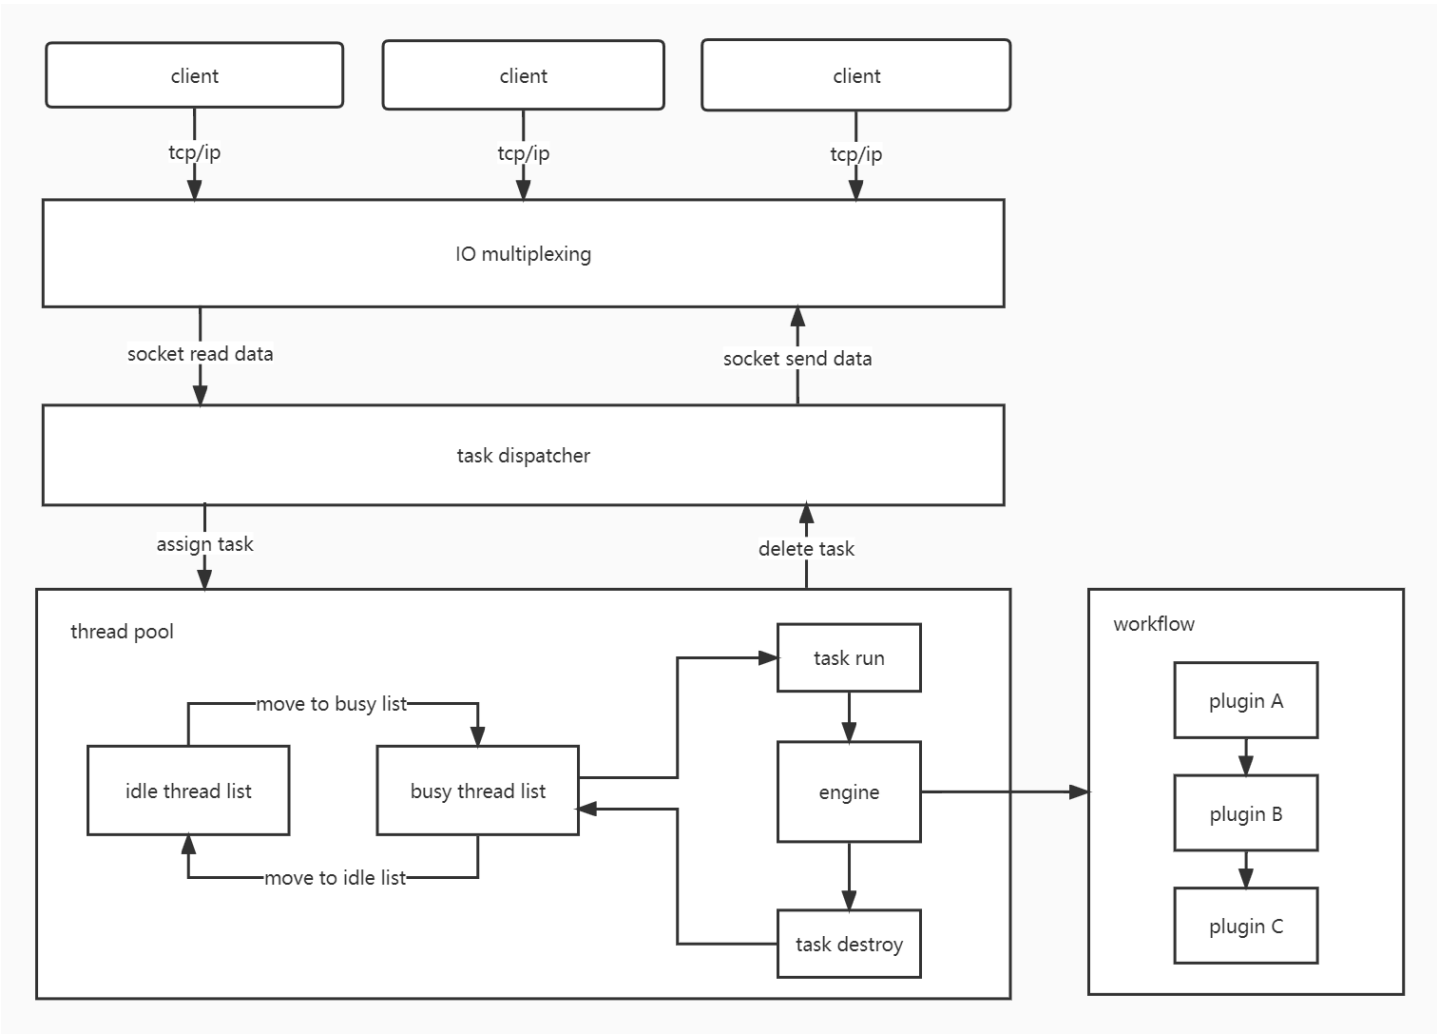 client
client
client
tcp/ip
tcp/ip
tcp/ip
IO multiplexing
socket read data
socket send data
task dispatcher
assign task
delete task
thread pool
task run
move to busy list
idle thread list
busy thread list
engine
move to idle list
task destroy
workflow
plugin A
plugin B
plugin C